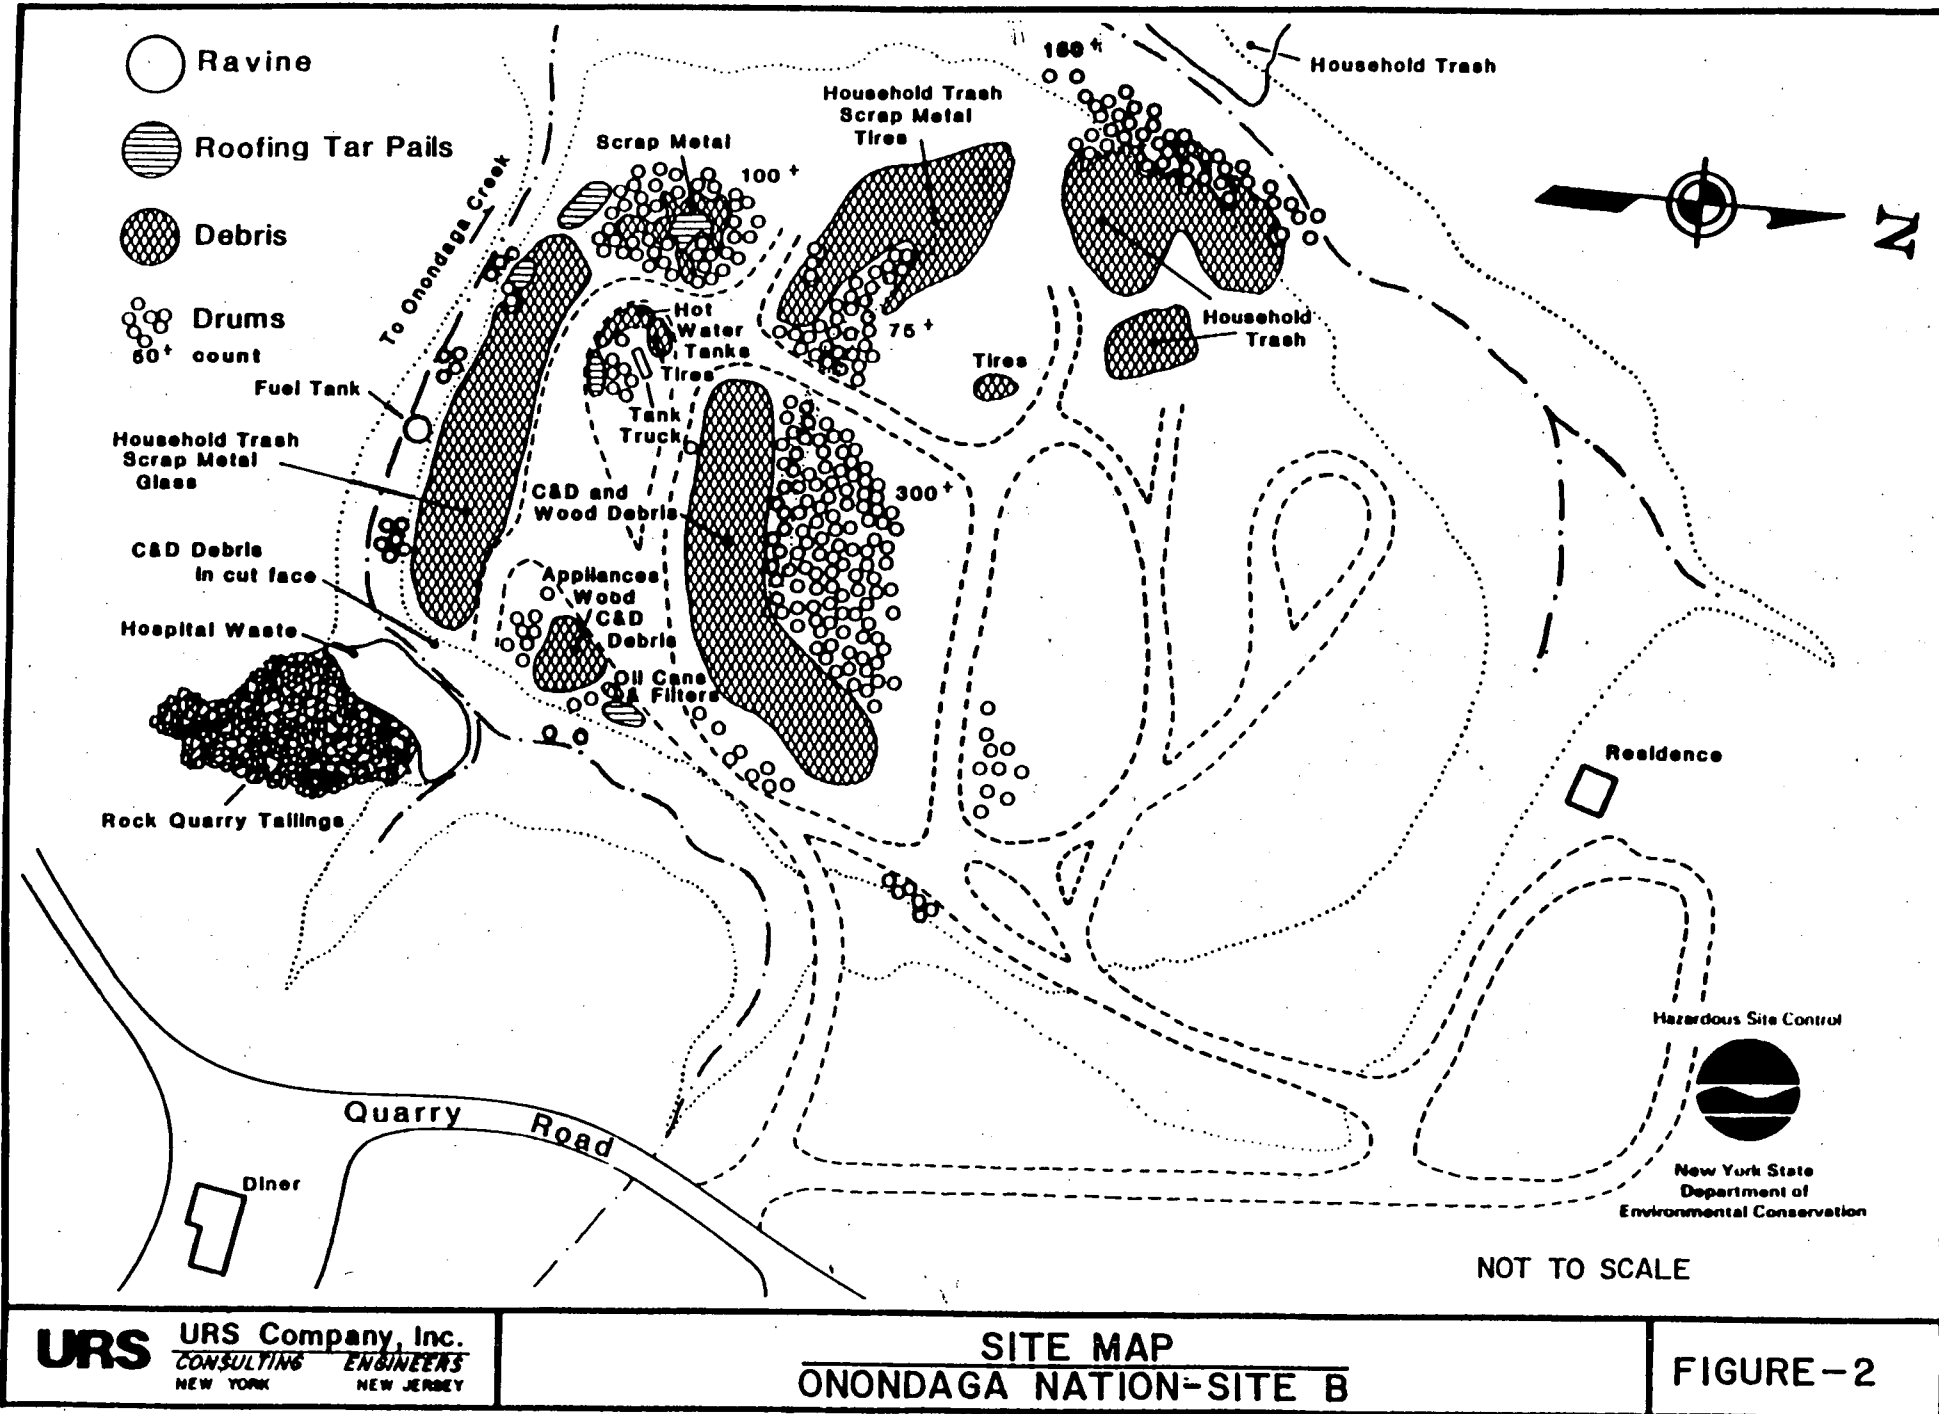 Ravine
Roofing Tar Pails
Debris
Drums
50+ count
To Onondaga Creek
Fuel Tank
Household Trash
Scrap Metal
Glass
C&D Debris
in cut face
Hospital Waste
Rock Quarry Tailings
Scrap Metal
100+
Household Trash
Scrap Metal
Tires
Household Trash
Hot
Water
Tanks
Tires
Tank
Truck
75+
Tires
Household
Trash
C&D and
Wood Debris
300+
Appliances
Wood
C&D
Debris
Oil Cans
& Filters
N
Residence
Quarry Road
Diner
Hazardous Site Control
New York State
Department of
Environmental Conservation
NOT TO SCALE
URS
URS Company, Inc.
CONSULTING ENGINEERS
NEW YORK NEW JERSEY
SITE MAP
ONONDAGA NATION-SITE B
FIGURE-2